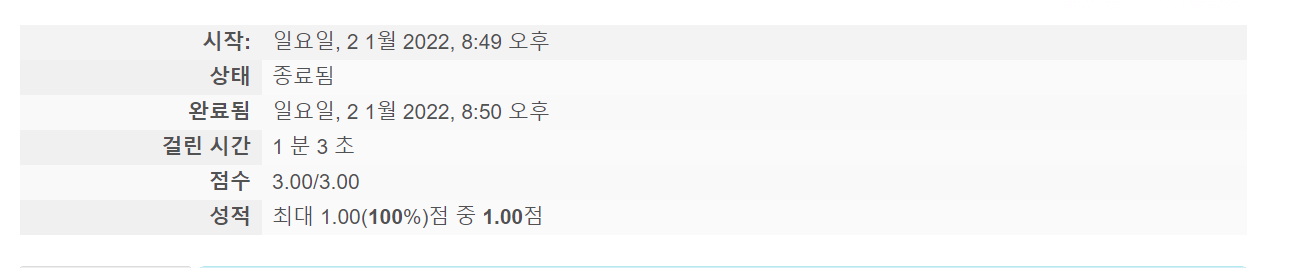 시작: 일요일, 2 1월 2022, 8:49 오후
상태 종료됨
완료됨 일요일, 2 1월 2022, 8:50 오후
걸린 시간 1 분 3 초
점수 3.00/3.00
성적 최대 1.00(100%)점 중 1.00점